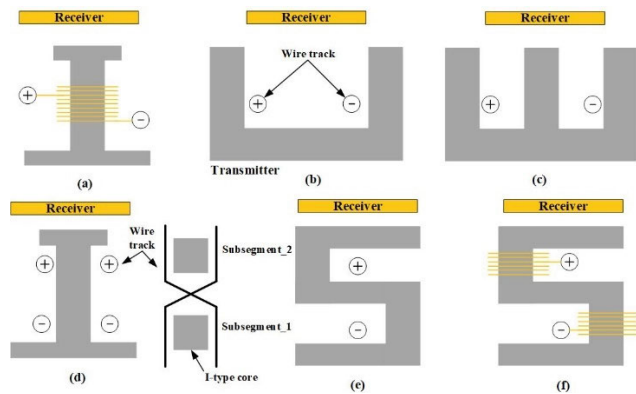 Receiver
Receiver
Receiver
Wire track
+
−
+
−
+
−
(a)
Transmitter
(b)
(c)
Receiver
Receiver
Receiver
Wire
track
Subsegment_2
+
+
+
+
−
−
Subsegment_1
−
−
(d)
I-type core
(e)
(f)